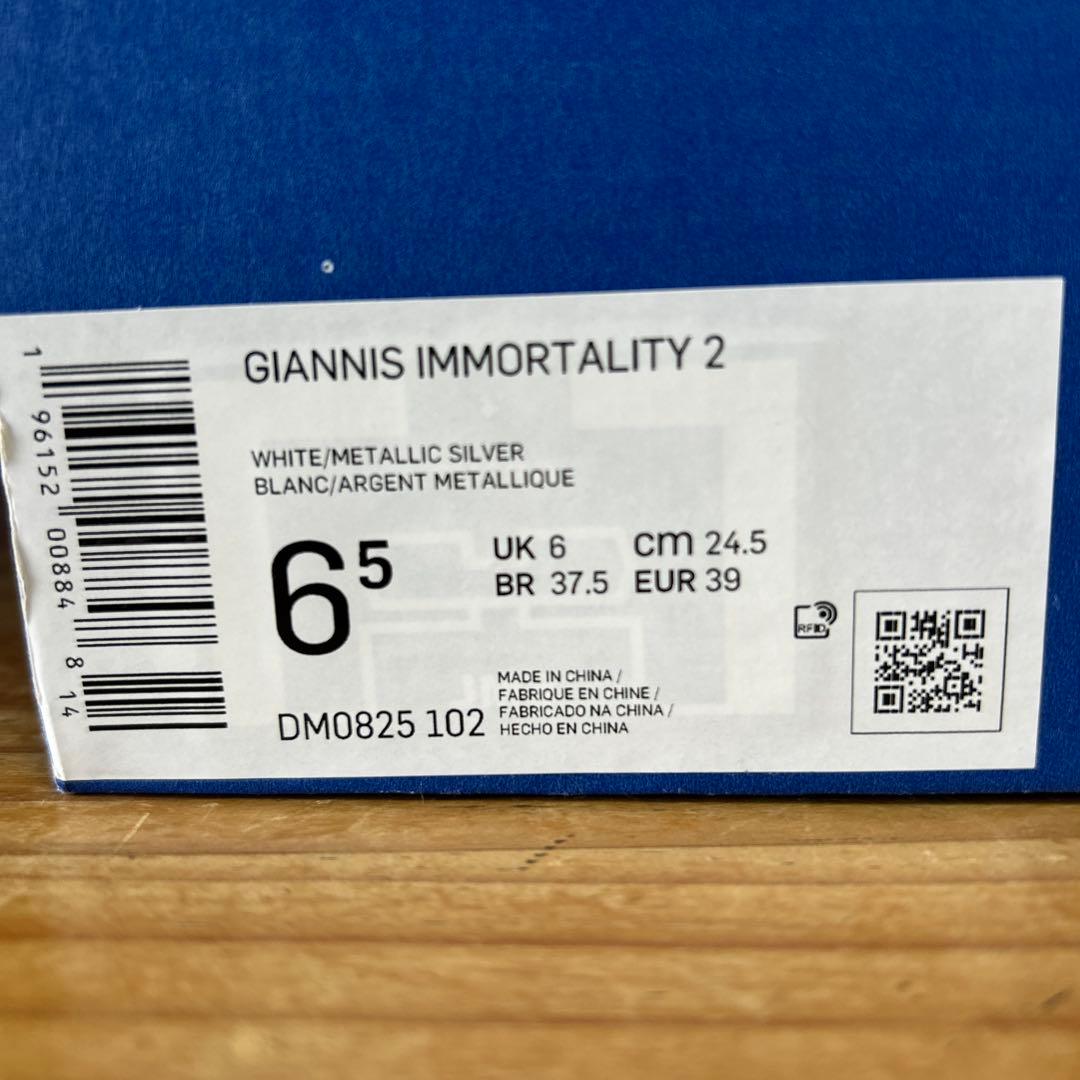 GIANNIS IMMORTALITY 2
WHITE/METALLIC SILVER
BLANC/ARGENT METALLIQUE
6⁵
UK 6 cm 24.5
BR 37.5 EUR 39
RFID
DM0825 102
MADE IN CHINA /
FABRIQUE EN CHINE /
FABRICADO NA CHINA /
HECHO EN CHINA
1 96152 00884 8 14